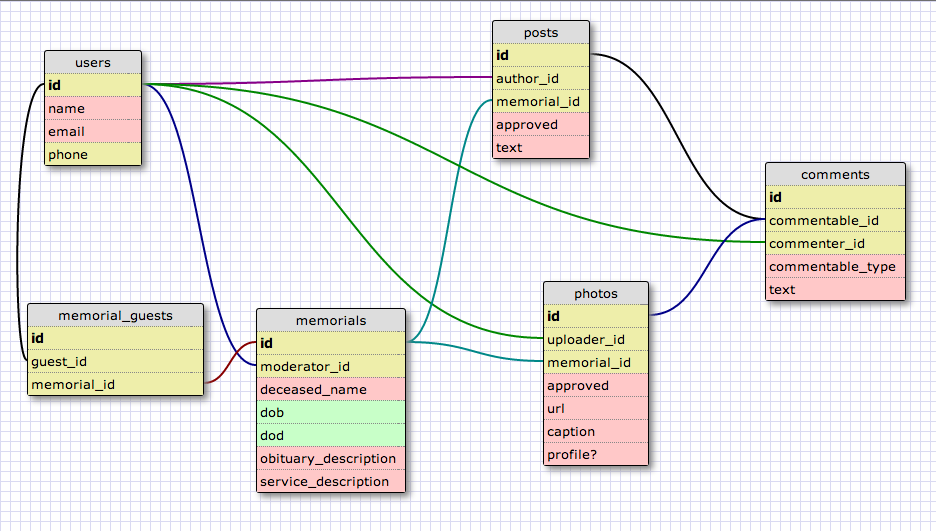 users
id
name
email
phone
posts
id
author_id
memorial_id
approved
text
comments
id
commentable_id
commenter_id
commentable_type
text
memorial_guests
id
guest_id
memorial_id
memorials
id
moderator_id
deceased_name
dob
dod
obituary_description
service_description
photos
id
uploader_id
memorial_id
approved
url
caption
profile?